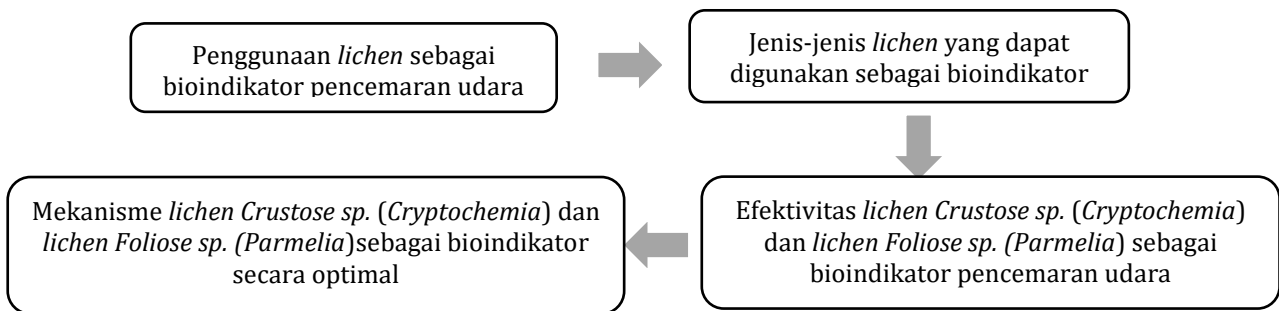 Penggunaan lichen sebagai
bioindikator pencemaran udara
Jenis-jenis lichen yang dapat
digunakan sebagai bioindikator
Efektivitas lichen Crustose sp. (Cryptochemia)
dan lichen Foliose sp. (Parmelia) sebagai
bioindikator pencemaran udara
Mekanisme lichen Crustose sp. (Cryptochemia) dan
lichen Foliose sp. (Parmelia)sebagai bioindikator
secara optimal